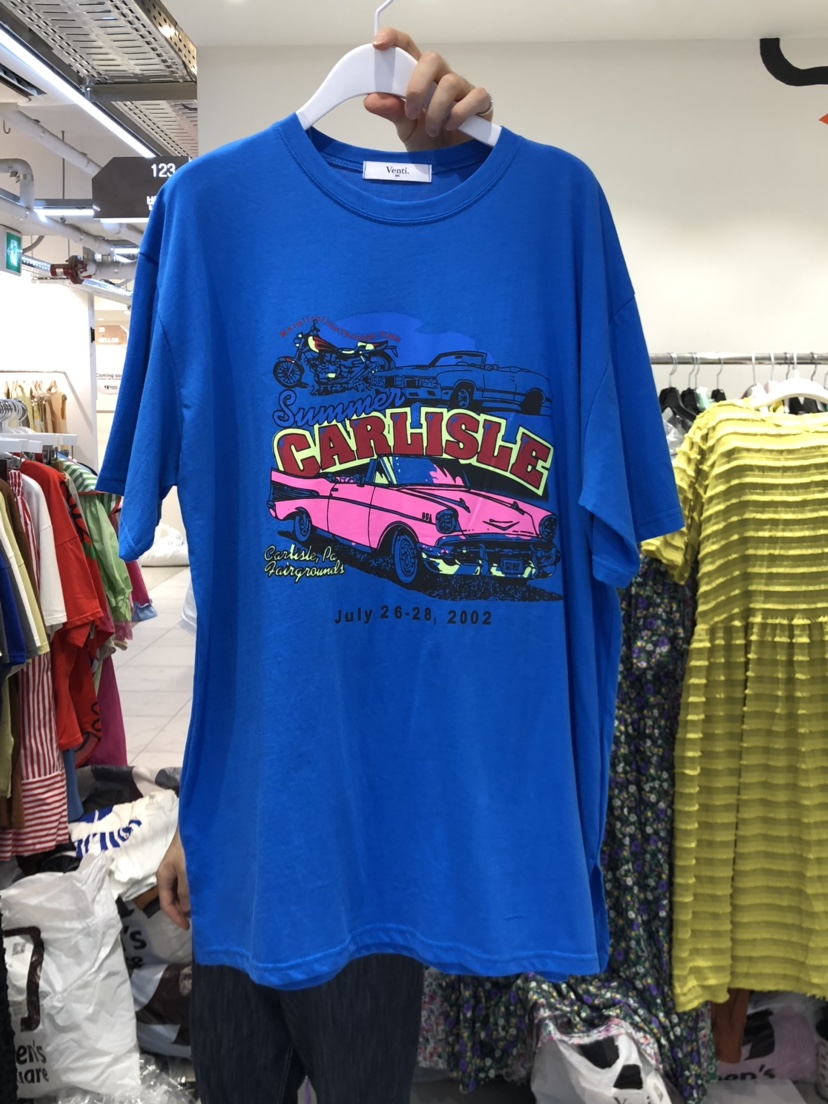 123
Venti.
Summer
CARLISLE
Carlisle, Pa
Fairgrounds
July 26-28, 2002